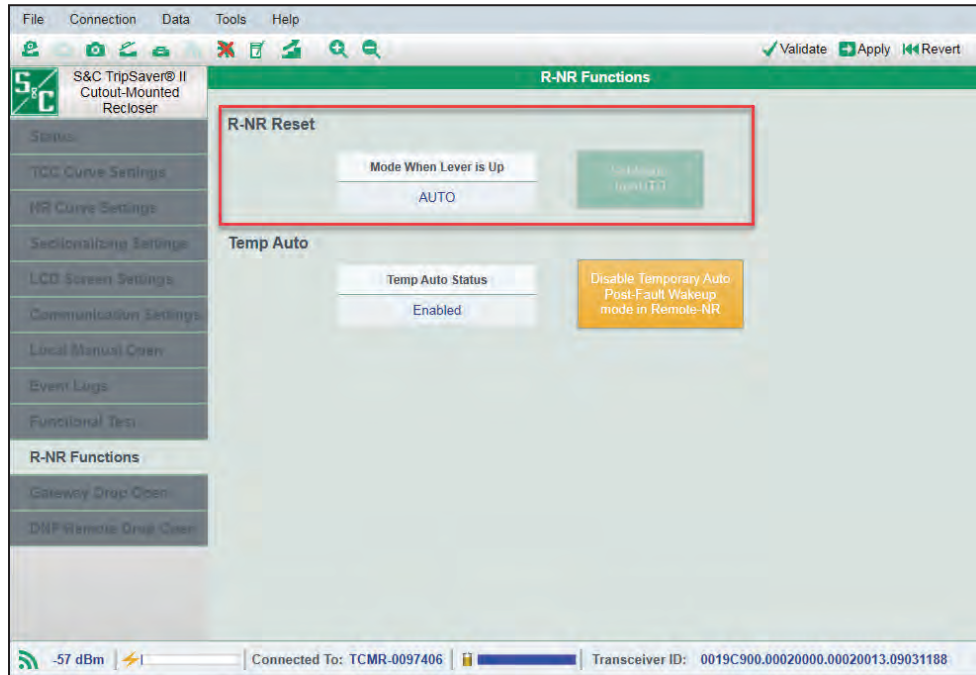 File Connection Data Tools Help
Validate Apply Revert
S&C
S&C TripSaver® II
Cutout-Mounted
Recloser
R-NR Functions
Status
TCC Curve Settings
NR Curve Settings
Sectionalizing Settings
LCD Screen Settings
Communication Settings
Local Manual Open
Event Logs
Functional Test
R-NR Functions
Gateway Drop Open
DNP Remote Drop Open
R-NR Reset
Mode When Lever is Up
AUTO
Temp Auto
Temp Auto Status
Enabled
Disable Temporary Auto
Post-Fault Wakeup
mode in Remote-NR
-57 dBm Connected To: TCMR-0097406 Transceiver ID: 0019C900.00020000.00020013.09031188